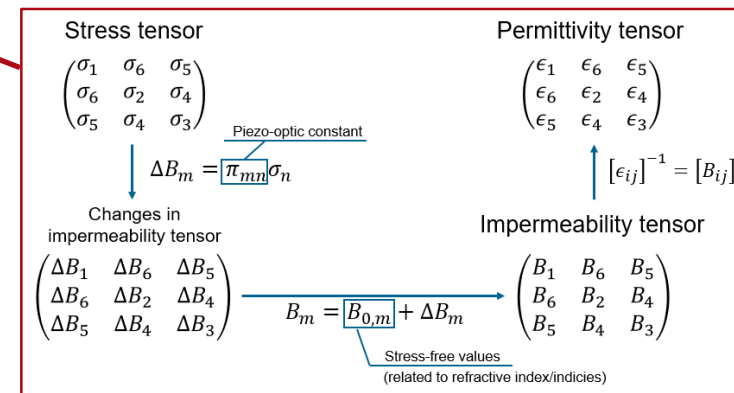 Stress tensor
σ1 σ6 σ5
σ6 σ2 σ4
σ5 σ4 σ3
Piezo-optic constant
ΔBm = πmnσn
Changes in
impermeability tensor
ΔB1 ΔB6 ΔB5
ΔB6 ΔB2 ΔB4
ΔB5 ΔB4 ΔB3
Bm = B0,m + ΔBm
Stress-free values
(related to refractive index/indicies)
Permittivity tensor
ϵ1 ϵ6 ϵ5
ϵ6 ϵ2 ϵ4
ϵ5 ϵ4 ϵ3
[ϵij]⁻¹ = [Bij]
Impermeability tensor
B1 B6 B5
B6 B2 B4
B5 B4 B3